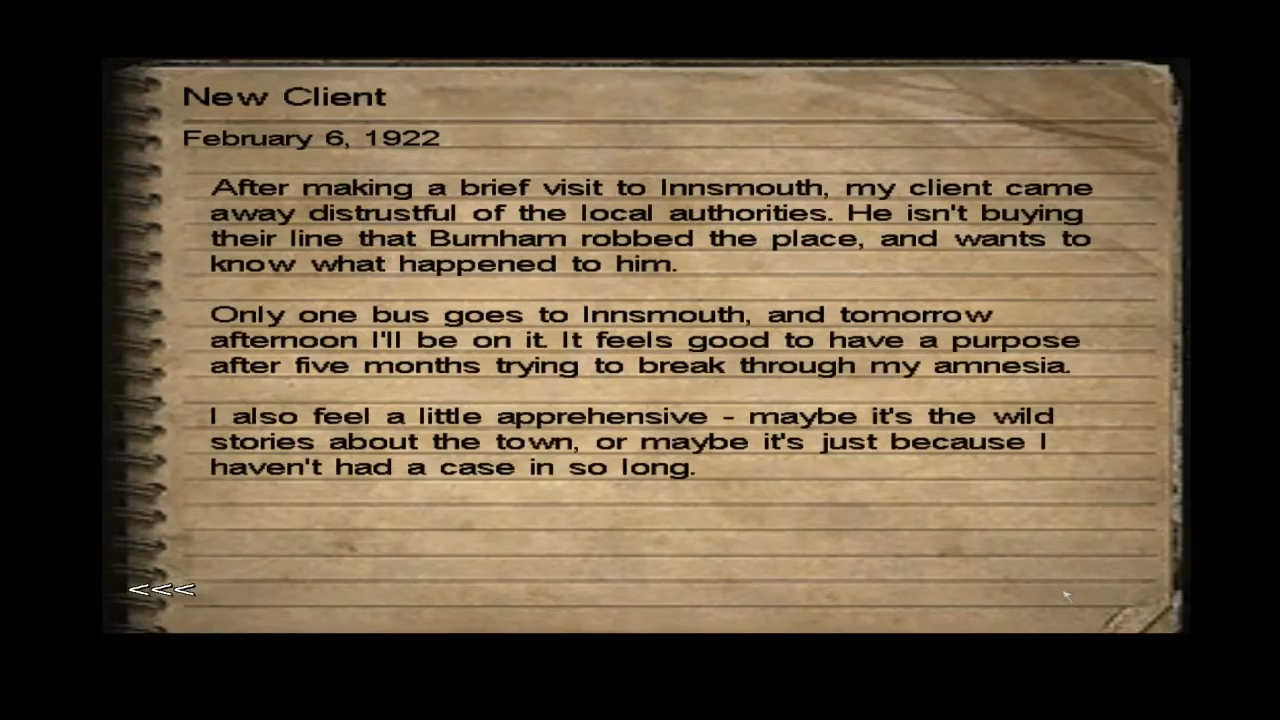 New Client
February 6, 1922
After making a brief visit to Innsmouth, my client came
away distrustful of the local authorities. He isn't buying
their line that Burnham robbed the place, and wants to
know what happened to him.
Only one bus goes to Innsmouth, and tomorrow
afternoon I'll be on it. It feels good to have a purpose
after five months trying to break through my amnesia.
I also feel a little apprehensive - maybe it's the wild
stories about the town, or maybe it's just because I
haven't had a case in so long.
<<<